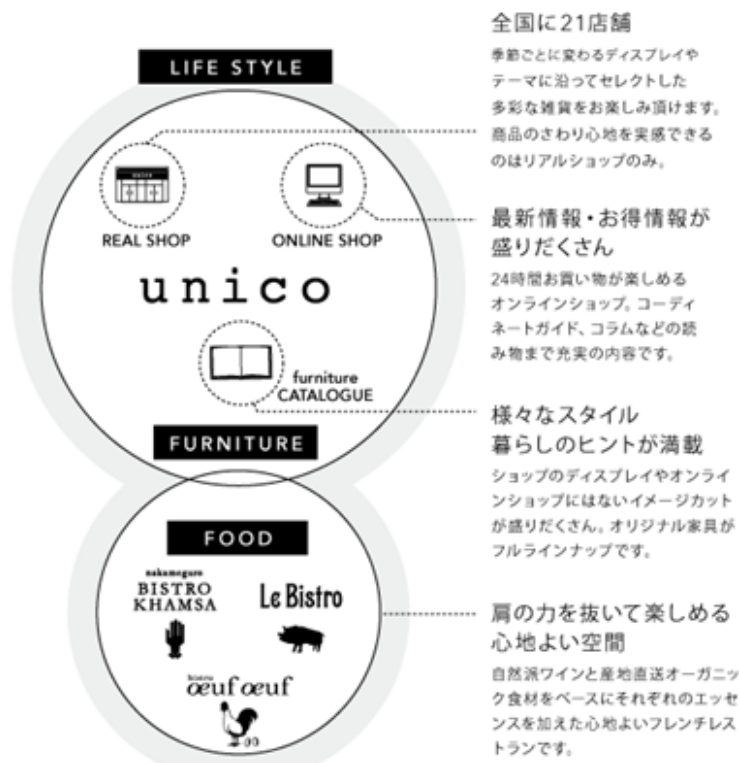 LIFE STYLE
REAL SHOP
ONLINE SHOP
unico
furniture
CATALOGUE
FURNITURE
FOOD
nakameguro
BISTRO
KHAMSA
Le Bistro
bistro
œuf œuf
全国に21店舗
季節ごとに変わるディスプレイや
テーマに沿ってセレクトした
多彩な雑貨をお楽しみ頂けます。
商品のさわり心地を実感できる
のはリアルショップのみ。
最新情報・お得情報が
盛りだくさん
24時間お買い物が楽しめる
オンラインショップ。コーディ
ネートガイド、コラムなどの読
み物まで充実の内容です。
様々なスタイル
暮らしのヒントが満載
ショップのディスプレイやオンライ
ンショップにはないイメージカット
が盛りだくさん。オリジナル家具が
フルラインナップです。
肩の力を抜いて楽しめる
心地よい空間
自然派ワインと産地直送オーガニッ
ク食材をベースにそれぞれのエッセ
ンスを加えた心地よいフレンチレス
トランです。